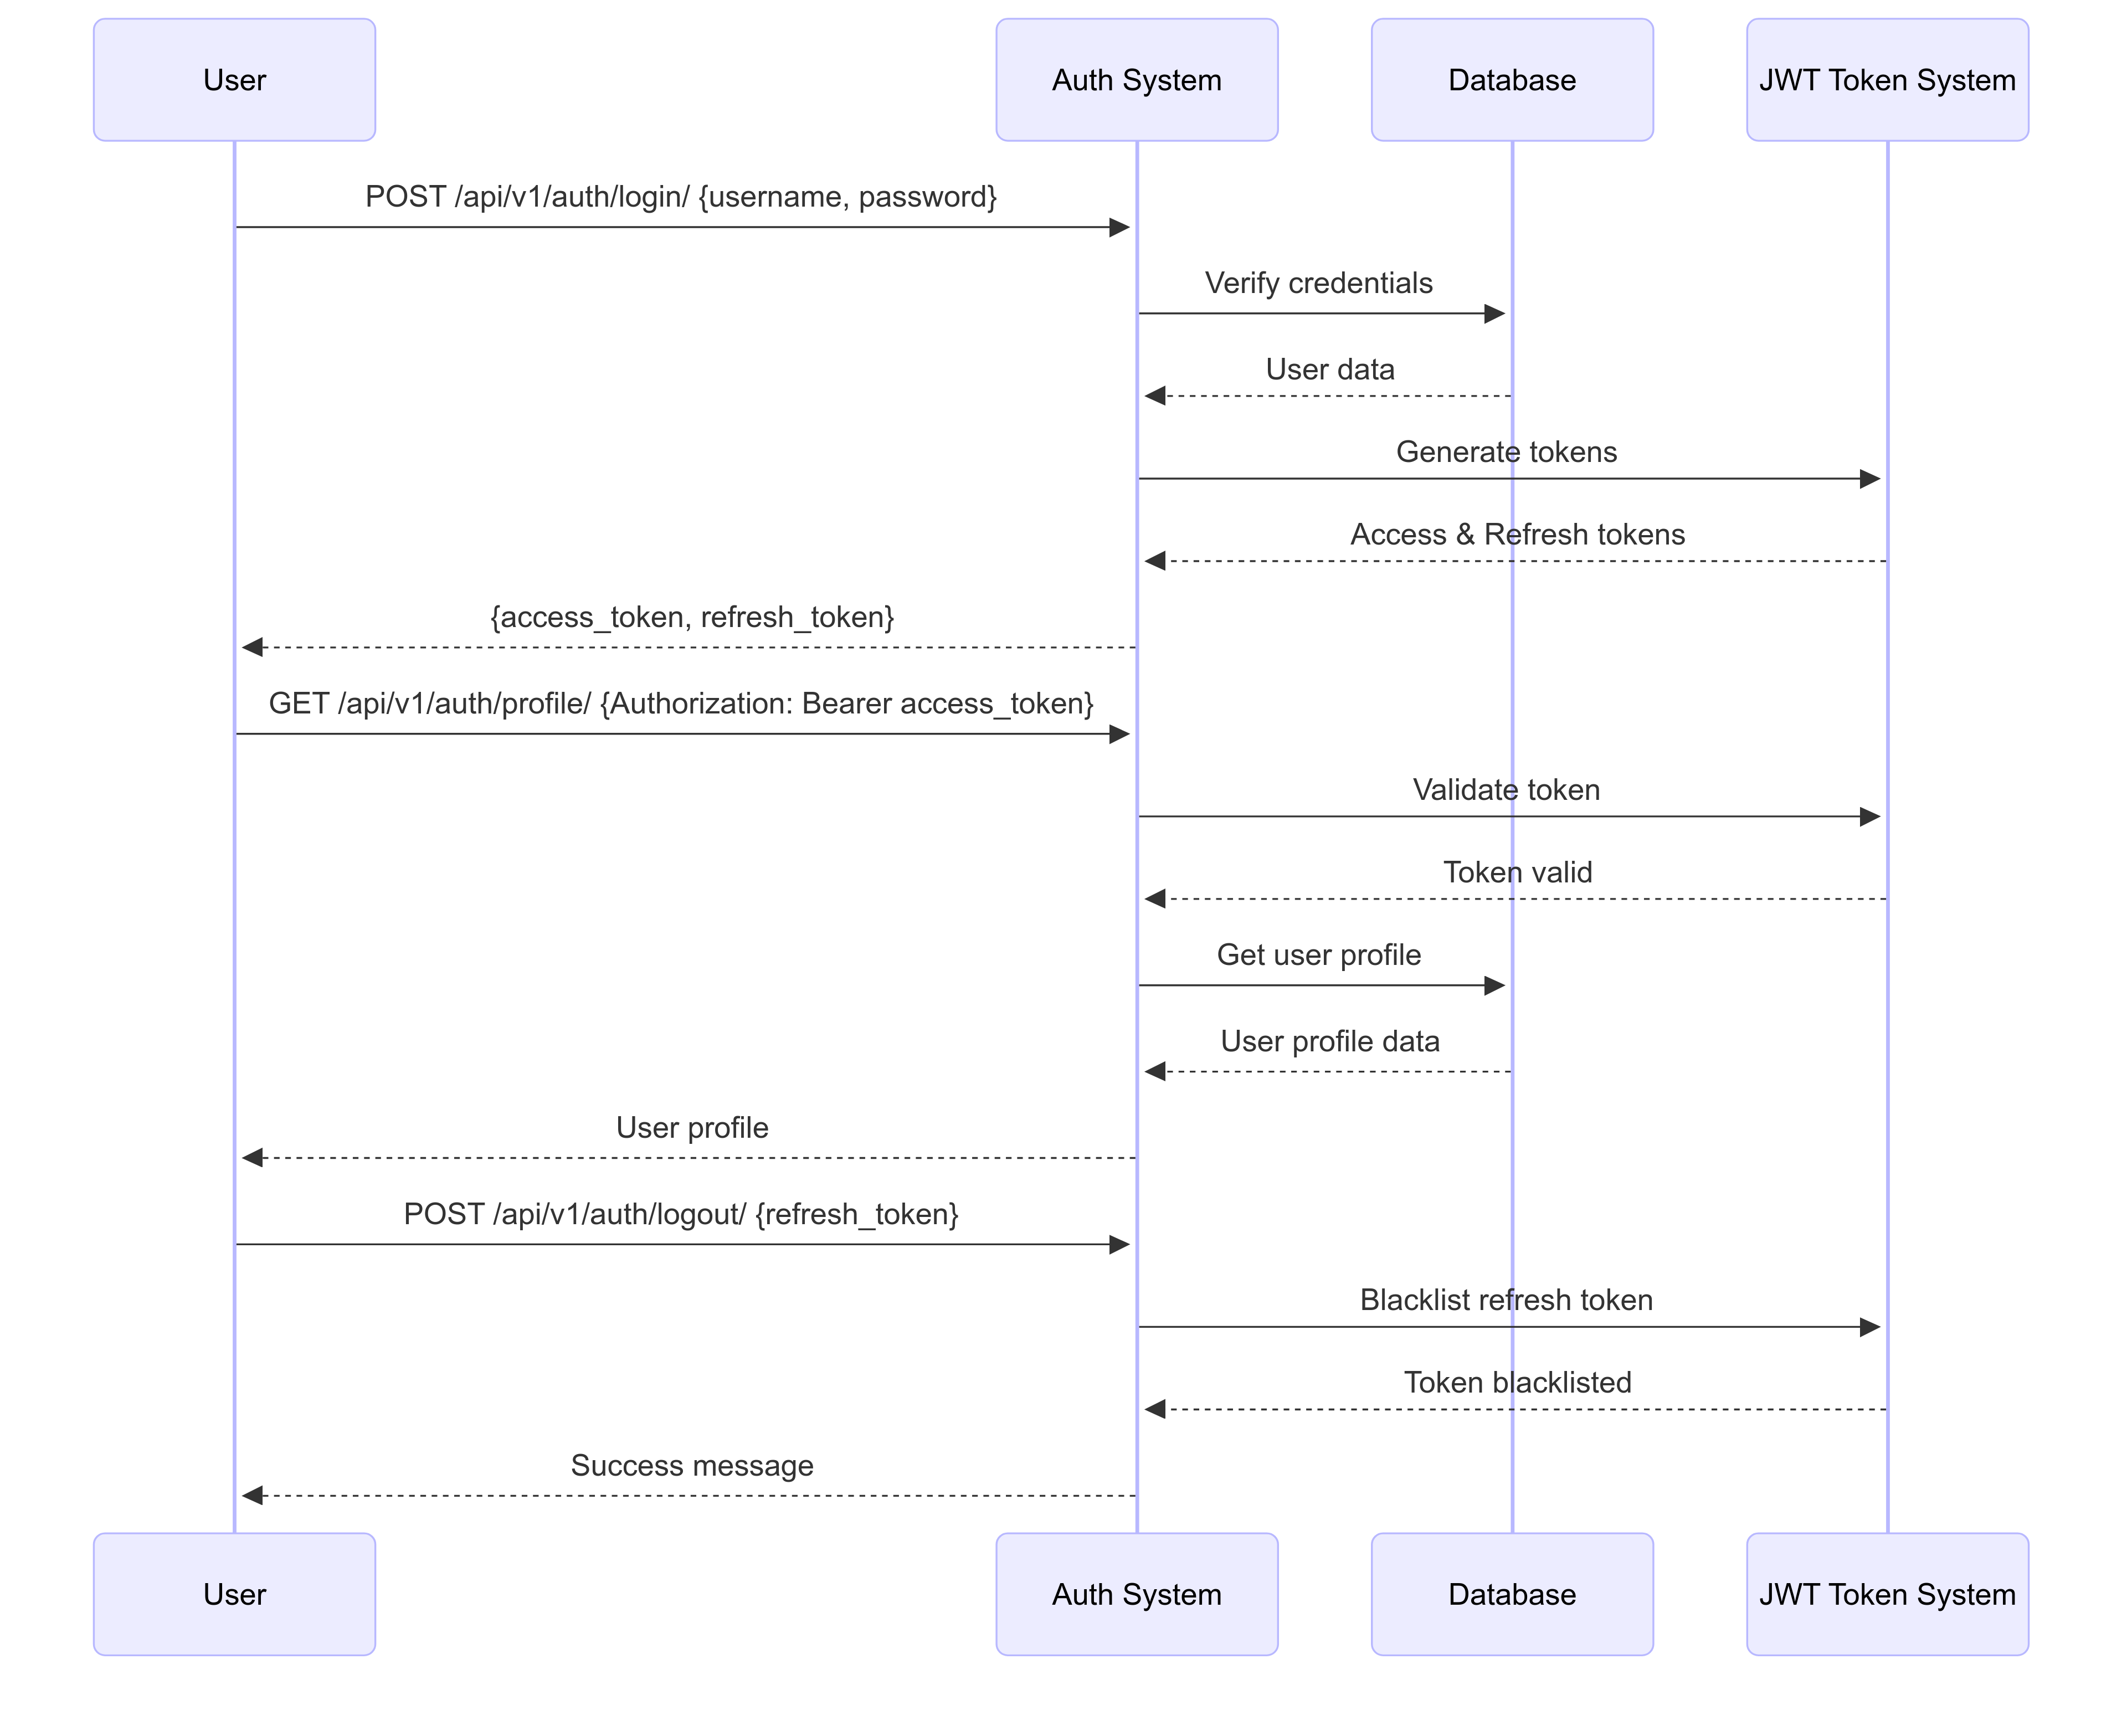 User
Auth System
Database
JWT Token System
POST /api/v1/auth/login/ {username, password}
Verify credentials
User data
Generate tokens
Access & Refresh tokens
{access_token, refresh_token}
GET /api/v1/auth/profile/ {Authorization: Bearer access_token}
Validate token
Token valid
Get user profile
User profile data
User profile
POST /api/v1/auth/logout/ {refresh_token}
Blacklist refresh token
Token blacklisted
Success message
User
Auth System
Database
JWT Token System